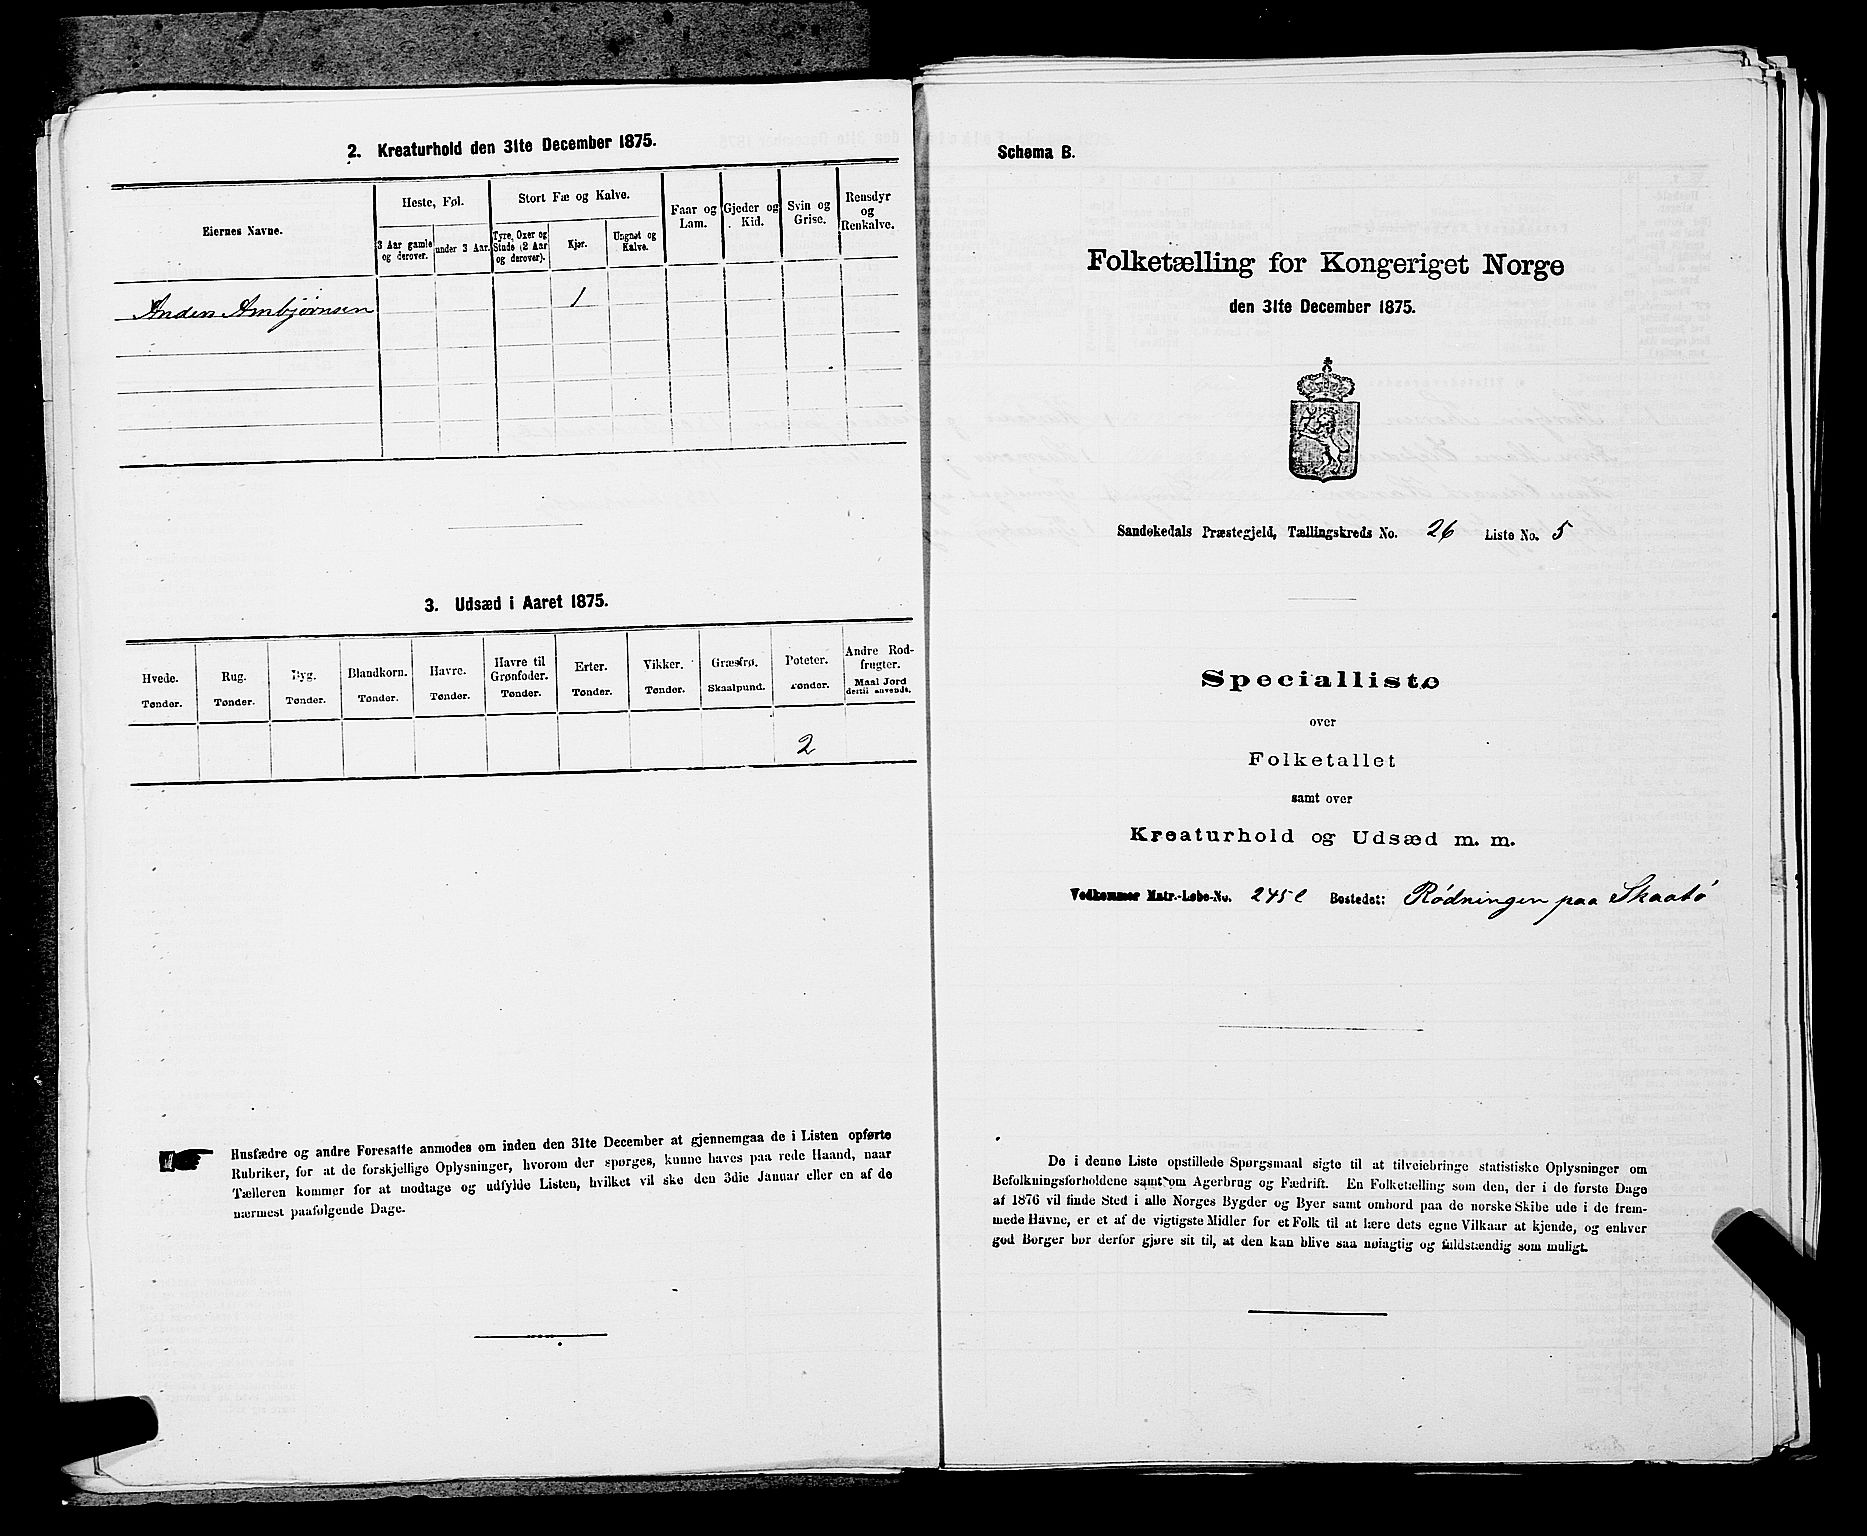 2. Kreaturhold den 31te December 1875.
Eiernes Navne.
Heste, Føl.
Stort Fæ og Kalve.
3 Aar gamle og derover.
under 3 Aar.
Tyre, Oxer og Stude (2 Aar og derover).
Kjør.
Ungnøt og Kalve.
Faar og Lam.
Gjeder og Kid.
Svin og Grise.
Rensdyr og Renkalve.
Anders Ambjørnsen 1
3. Udsæd i Aaret 1875.
Hvede. Tønder.
Rug. Tønder.
Byg. Tønder.
Blandkorn. Tønder.
Havre. Tønder.
Havre til Grønfoder. Tønder.
Erter. Tønder.
Vikker. Tønder.
Græsfrø. Skaalpund.
Poteter. Tønder.
Andre Rodfrugter. Maal Jord dertil anvendt.
2
Husfædre og andre Foresatte anmodes om inden den 31te December at gjennemgaa de i Listen opførte
Rubriker, for at de forskjellige Oplysninger, hvorom der spørges, kunne haves paa rede Haand, naar
Tælleren kommer for at modtage og udfylde Listen, hvilket vil ske den 3die Januar eller en af de
nærmest paafølgende Dage.
Schema B.
Folketælling for Kongeriget Norge
den 31te December 1875.
Sandøkedals Præstegjeld, Tællingskreds No. 26 Liste No. 5
Specialliste
over
Folketallet
samt over
Kreaturhold og Udsæd m. m.
Vedkommer Matr.-Løbe-No. 245 l Bostedet: Rødningen paa Skaatø
De i denne Liste opstillede Spørgsmaal sigte til at tilveiebringe statistiske Oplysninger om
Befolkningsforholdene samt om Agerbrug og Fædrift. En Folketælling som den, der i de første Dage
af 1876 vil finde Sted i alle Norges Bygder og Byer samt ombord paa de norske Skibe ude i de frem-
mede Havne, er et af de vigtigste Midler for et Folk til at lære dets egne Vilkaar at kjende, og enhver
god Borger bør derfor gjøre sit til, at den kan blive saa nøiagtig og fuldstændig som muligt.